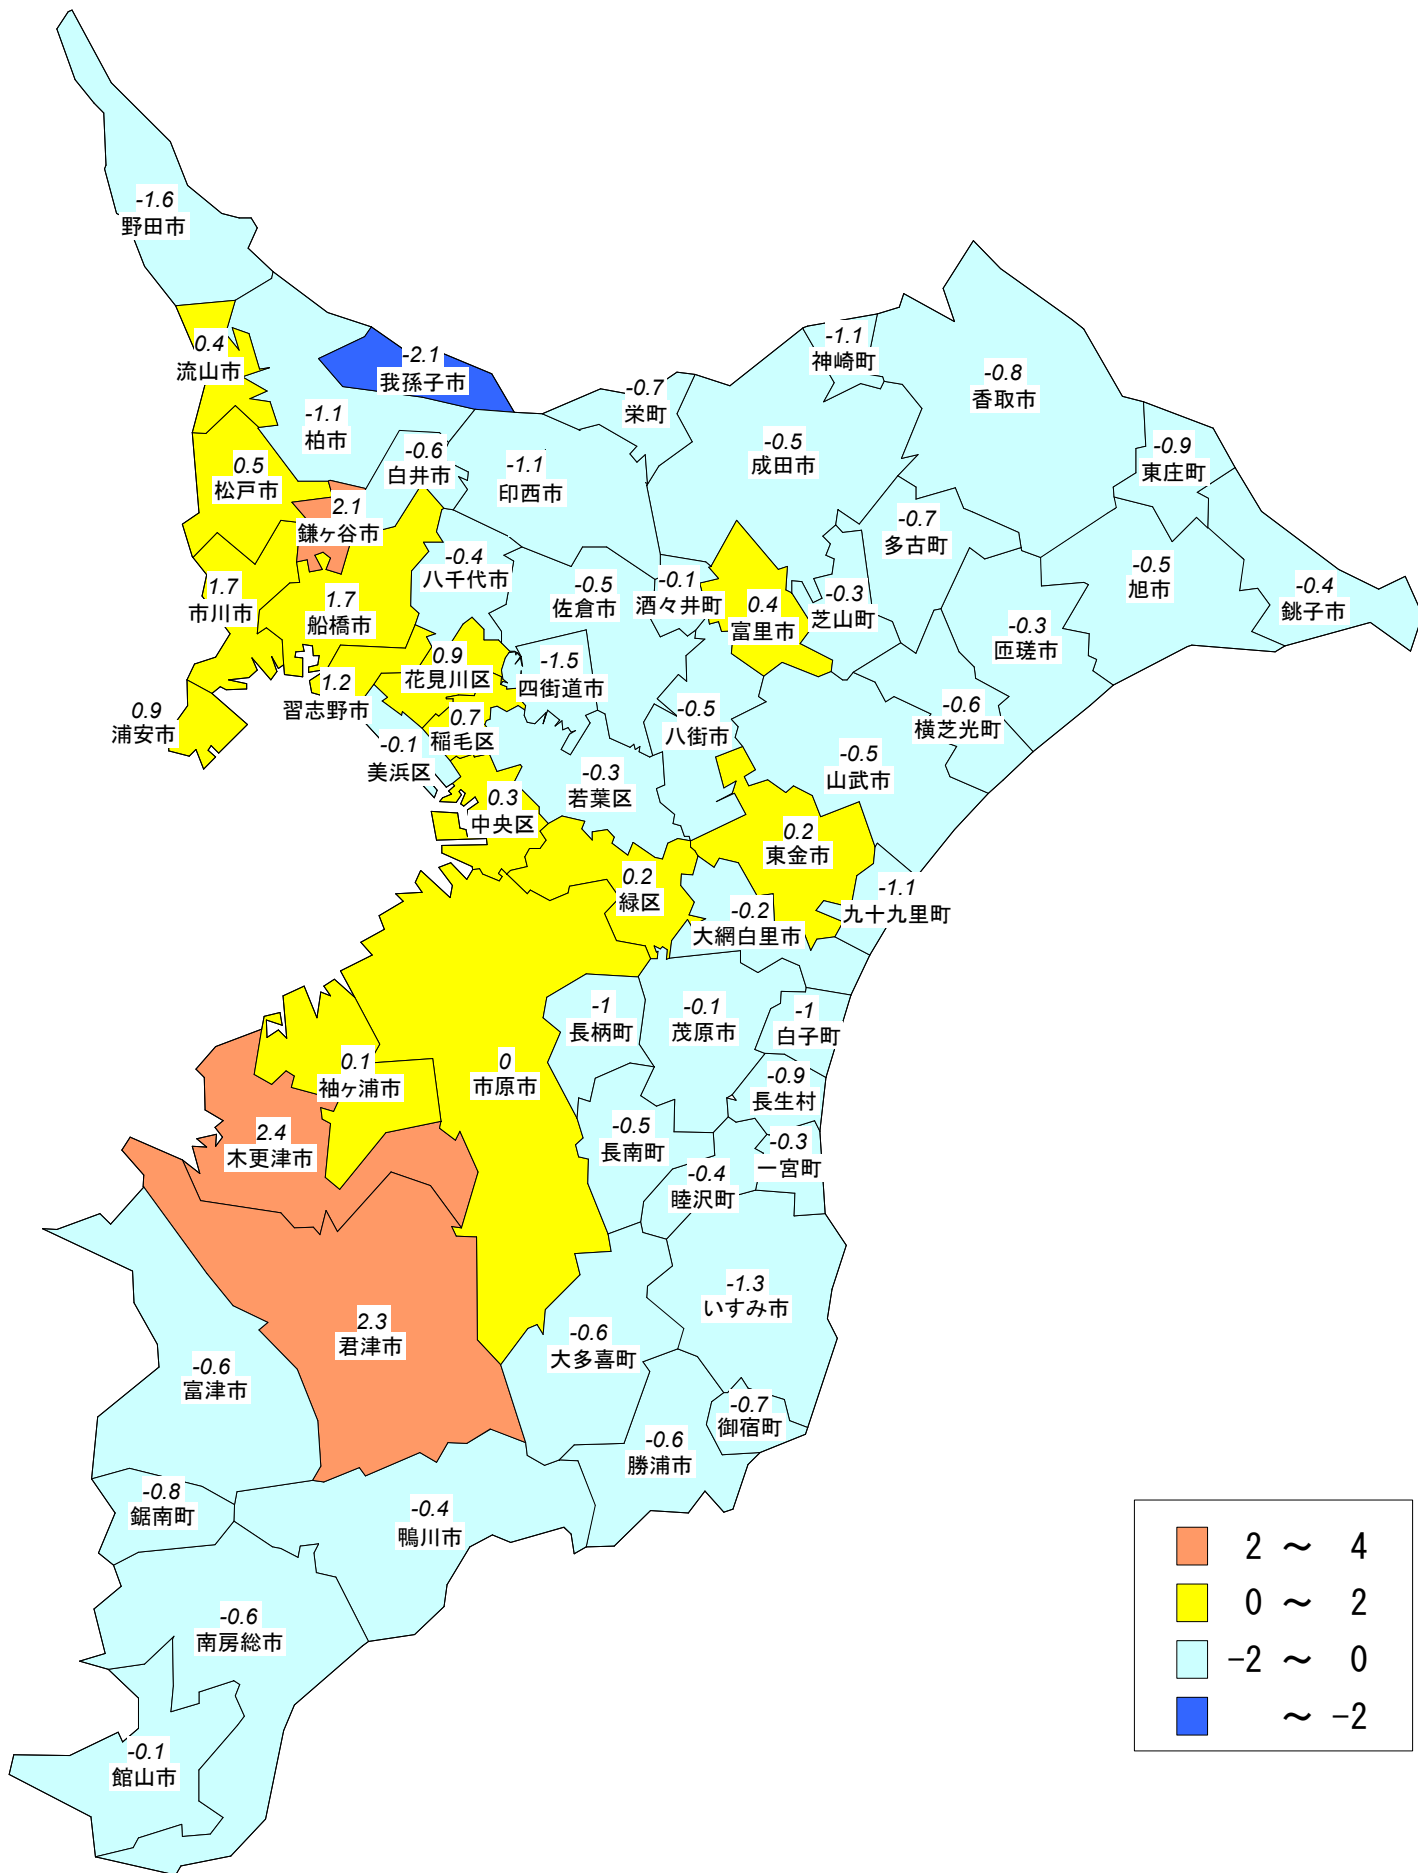 -1.6
野田市
0.4
流山市
-2.1
我孫子市
-1.1
柏市
-0.6
白井市
-1.1
印西市
-0.7
栄町
-1.1
神崎町
-0.8
香取市
-0.5
成田市
-0.9
東庄町
0.5
松戸市
2.1
鎌ヶ谷市
-0.4
八千代市
-0.5
佐倉市
-0.1
酒々井町
0.4
富里市
-0.3
芝山町
-0.7
多古町
-0.5
旭市
-0.4
銚子市
1.7
市川市
1.7
船橋市
-0.3
匝瑳市
0.9
浦安市
1.2
習志野市
0.9
花見川区
-1.5
四街道市
-0.5
八街市
-0.6
横芝光町
0.7
稲毛区
-0.1
美浜区
-0.3
若葉区
-0.5
山武市
0.3
中央区
0.2
東金市
0.2
緑区
-0.2
大網白里市
-1.1
九十九里町
-1
長柄町
-0.1
茂原市
-1
白子町
0.1
袖ヶ浦市
0
市原市
-0.9
長生村
2.4
木更津市
-0.5
長南町
-0.3
一宮町
-0.4
睦沢町
2.3
君津市
-1.3
いすみ市
-0.6
富津市
-0.6
大多喜町
-0.7
御宿町
-0.6
勝浦市
-0.8
鋸南町
-0.4
鴨川市
-0.6
南房総市
-0.1
館山市
2 ～ 4
0 ～ 2
-2 ～ 0
～ -2